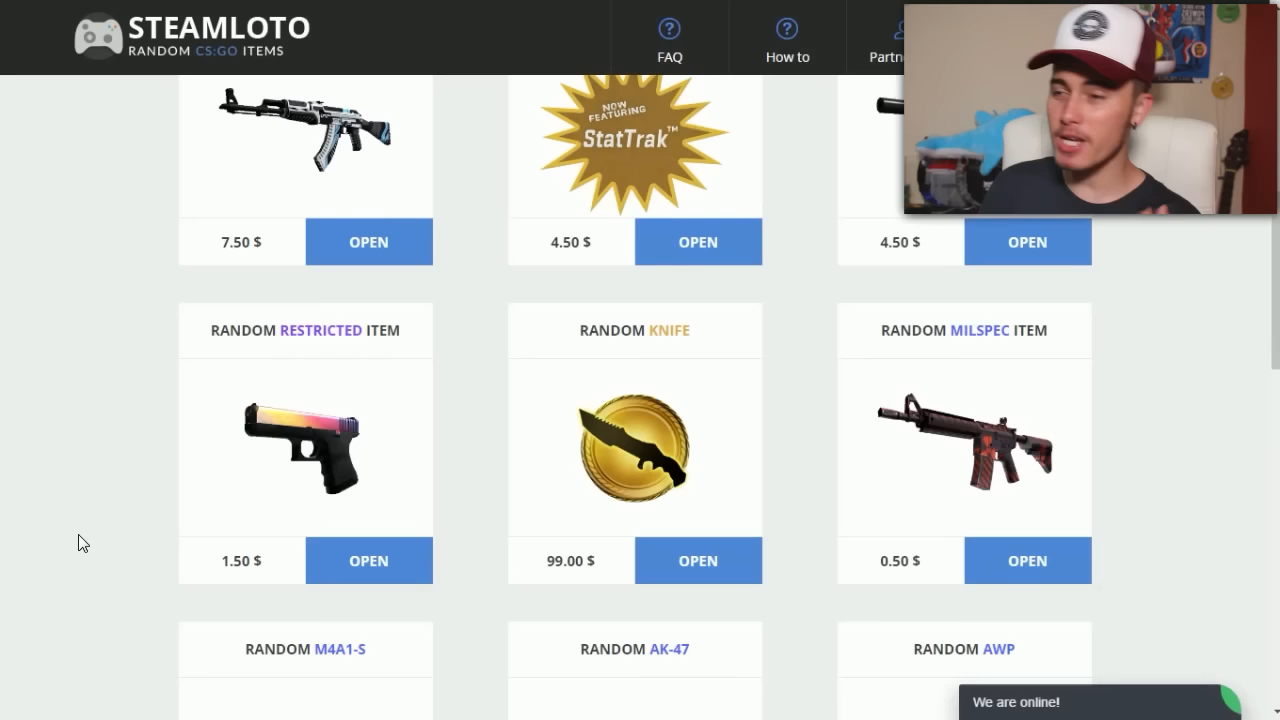 STEAMLOTO
RANDOM CS:GO ITEMS
FAQ
How to
NOW
FEATURING
StatTrak™
7.50 $
OPEN
4.50 $
OPEN
4.50 $
OPEN
RANDOM RESTRICTED ITEM
RANDOM KNIFE
RANDOM MILSPEC ITEM
1.50 $
OPEN
99.00 $
OPEN
0.50 $
OPEN
RANDOM M4A1-S
RANDOM AK-47
RANDOM AWP
We are online!